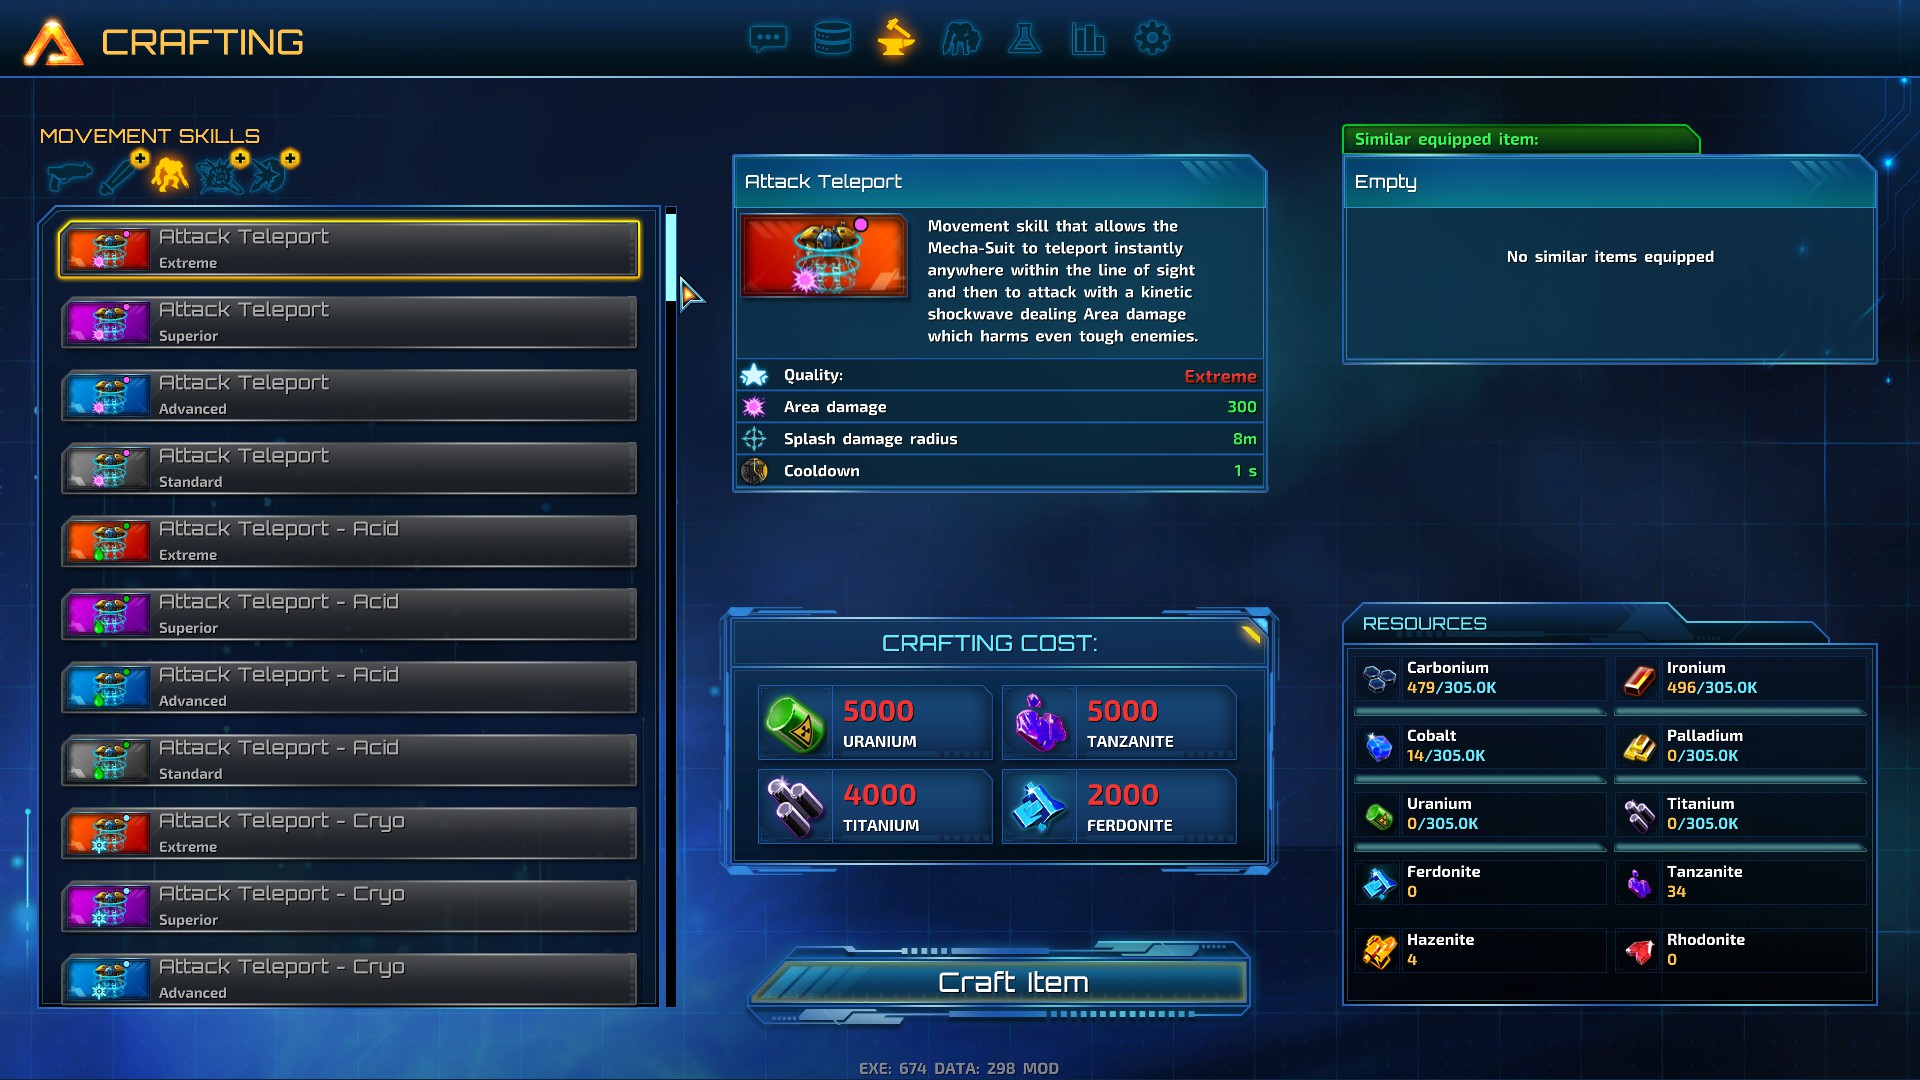 CRAFTING
MOVEMENT SKILLS
Attack Teleport
Extreme
Attack Teleport
Superior
Attack Teleport
Advanced
Attack Teleport
Standard
Attack Teleport - Acid
Extreme
Attack Teleport - Acid
Superior
Attack Teleport - Acid
Advanced
Attack Teleport - Acid
Standard
Attack Teleport - Cryo
Extreme
Attack Teleport - Cryo
Superior
Attack Teleport - Cryo
Advanced
Attack Teleport
Movement skill that allows the
Mecha-Suit to teleport instantly
anywhere within the line of sight
and then to attack with a kinetic
shockwave dealing Area damage
which harms even tough enemies.
Quality: Extreme
Area damage 300
Splash damage radius 8m
Cooldown 1 s
CRAFTING COST:
5000
URANIUM
5000
TANZANITE
4000
TITANIUM
2000
FERDONITE
Craft Item
Similar equipped item:
Empty
No similar items equipped
RESOURCES
Carbonium
479/305.0K
Ironium
496/305.0K
Cobalt
14/305.0K
Palladium
0/305.0K
Uranium
0/305.0K
Titanium
0/305.0K
Ferdonite
0
Tanzanite
34
Hazenite
4
Rhodonite
0
EXE: 674 DATA: 298 MOD